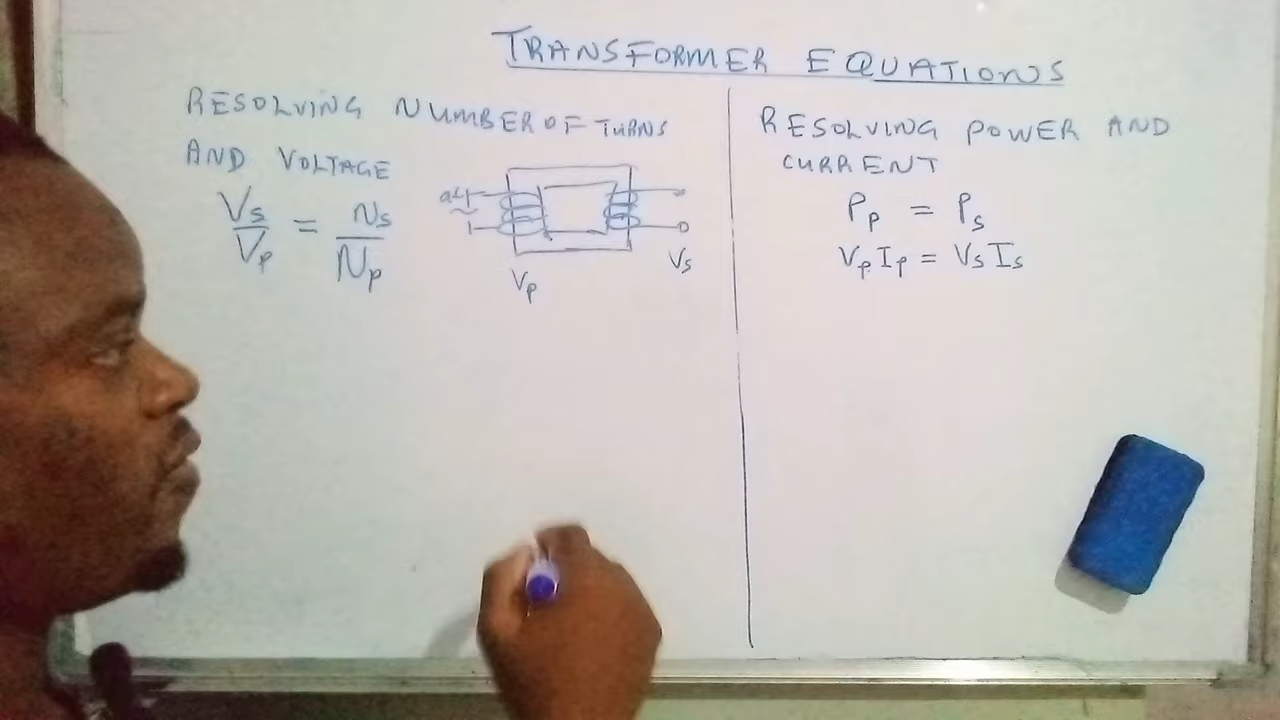 TRANSFORMER EQUATIONS
RESOLVING NUMBER OF TURNS
AND VOLTAGE
Vs/Vp = Ns/Np
Vp
Vs
RESOLVING POWER AND
CURRENT
Pp = Ps
VpIp = VsIs